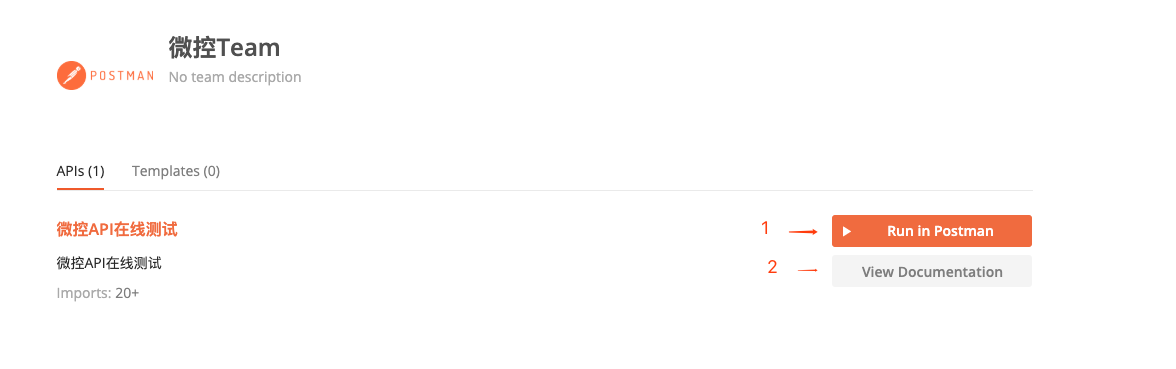 微控Team
POSTMAN
No team description
APIs (1)
Templates (0)
微控API在线测试
1
Run in Postman
微控API在线测试
2
View Documentation
Imports: 20+